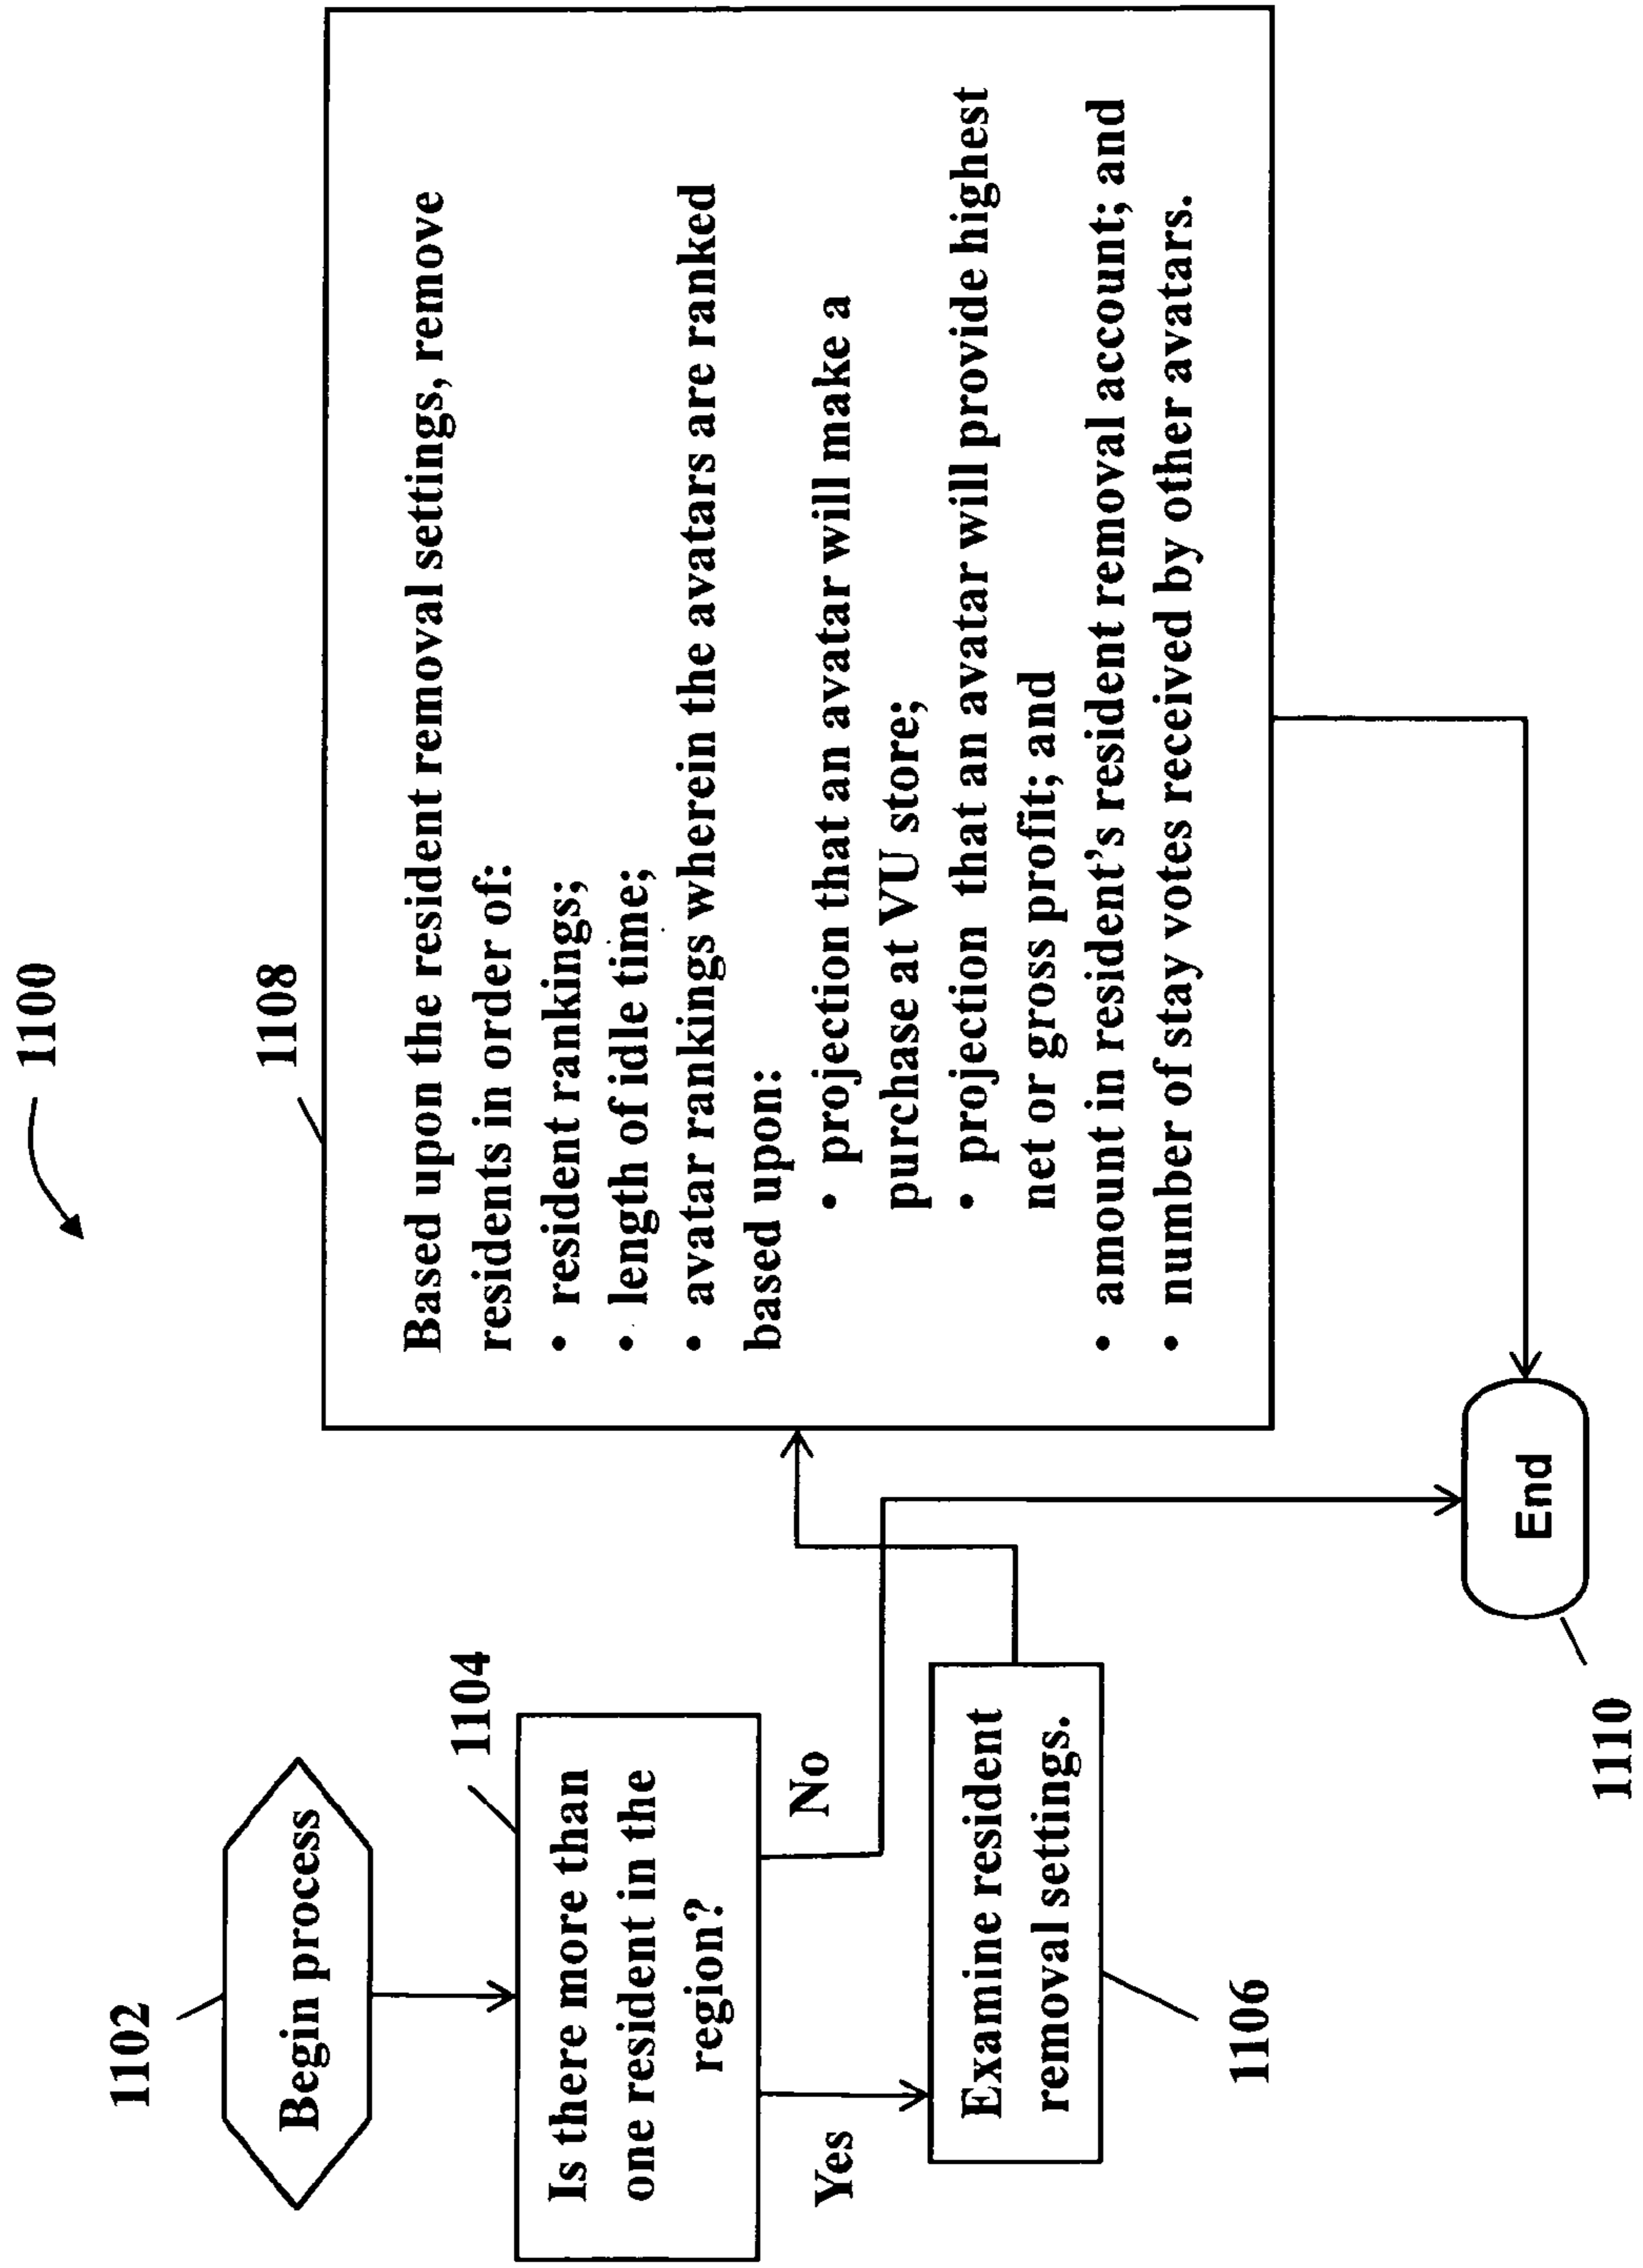 1100
1102
Begin process
1104
Is there more than
one resident in the
region?
Yes
No
Examine resident
removal settings.
1106
1108
Based upon the resident removal settings, remove
residents in order of:
• resident rankings;
• length of idle time;
• avatar rankings wherein the avatars are ranked
based upon:
• projection that an avatar will make a
purchase at VU store;
• projection that an avatar will provide highest
net or gross profit; and
• amount in resident's resident removal account; and
• number of stay votes received by other avatars.
End
1110